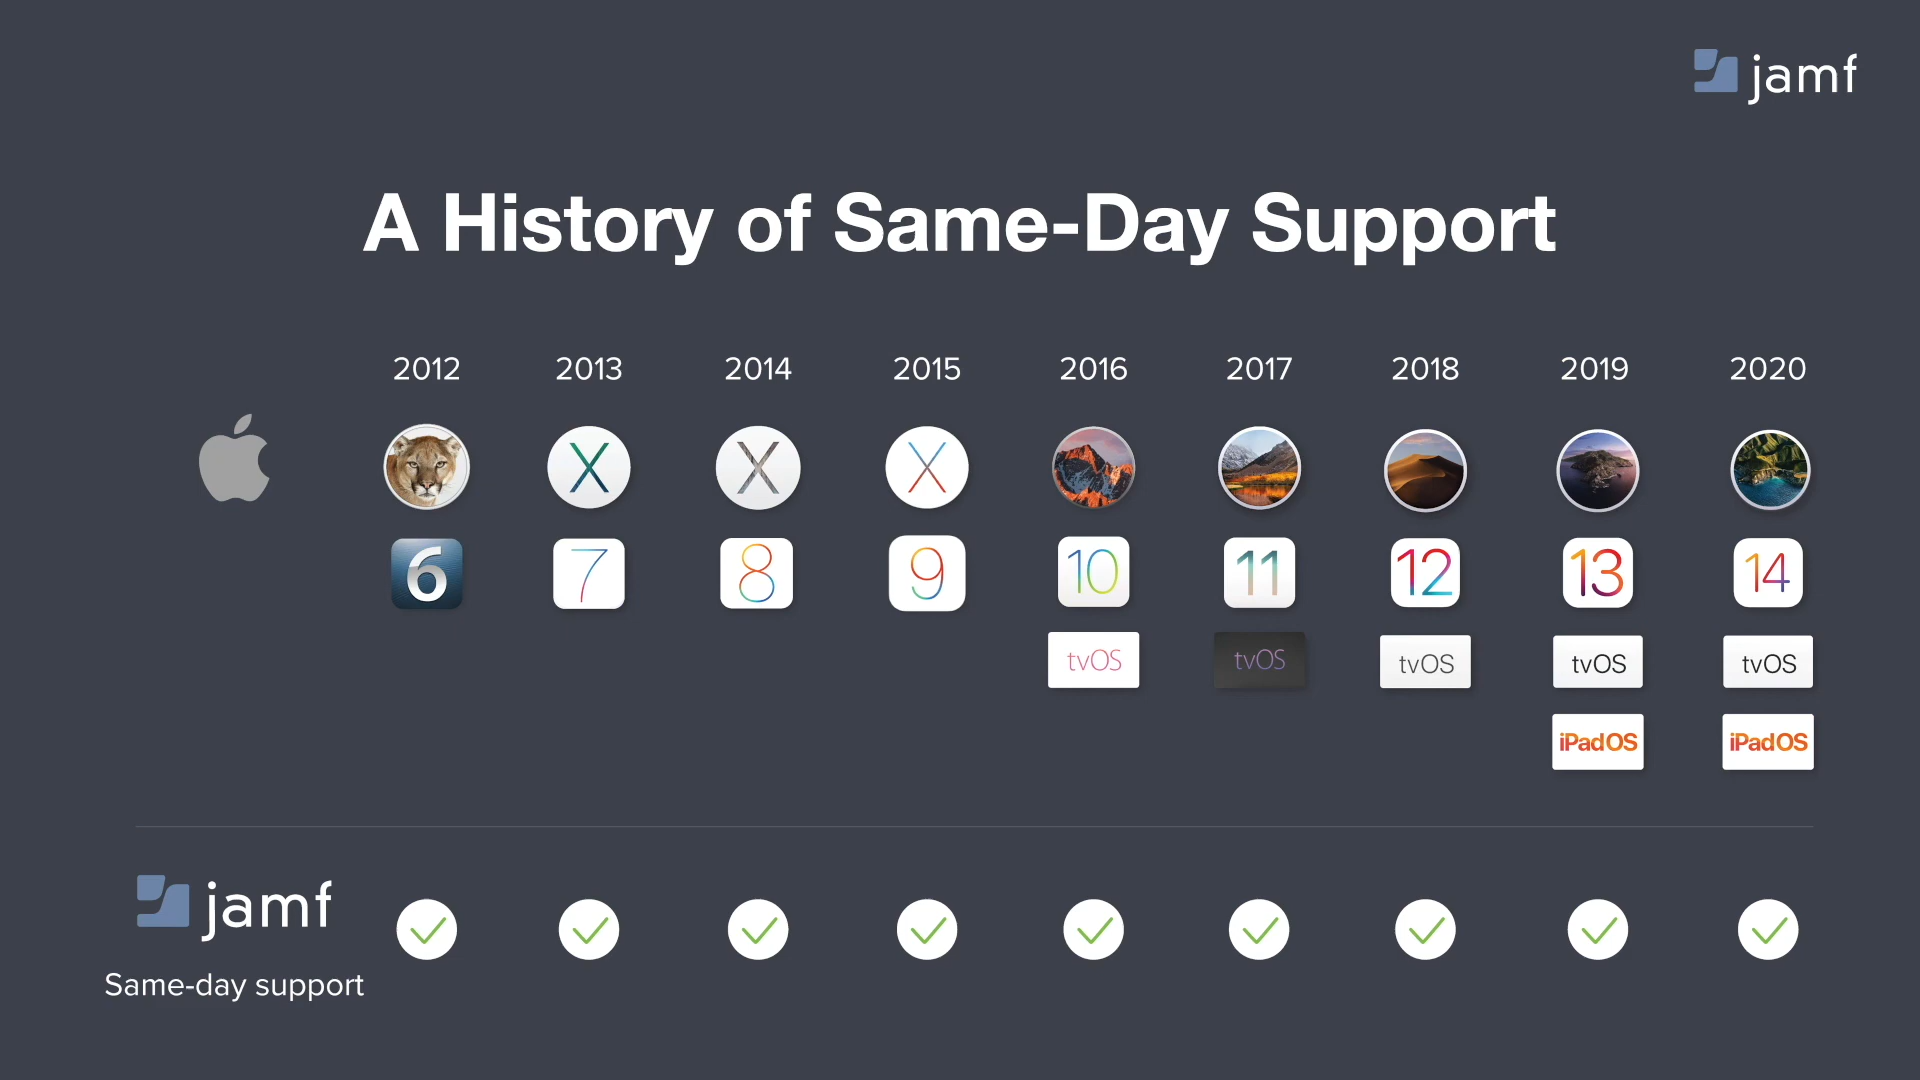 jamf
A History of Same-Day Support
2012 2013 2014 2015 2016 2017 2018 2019 2020
X X X
6 7 8 9 10 11 12 13 14
tvOS tvOS tvOS tvOS tvOS
iPadOS iPadOS
jamf
Same-day support